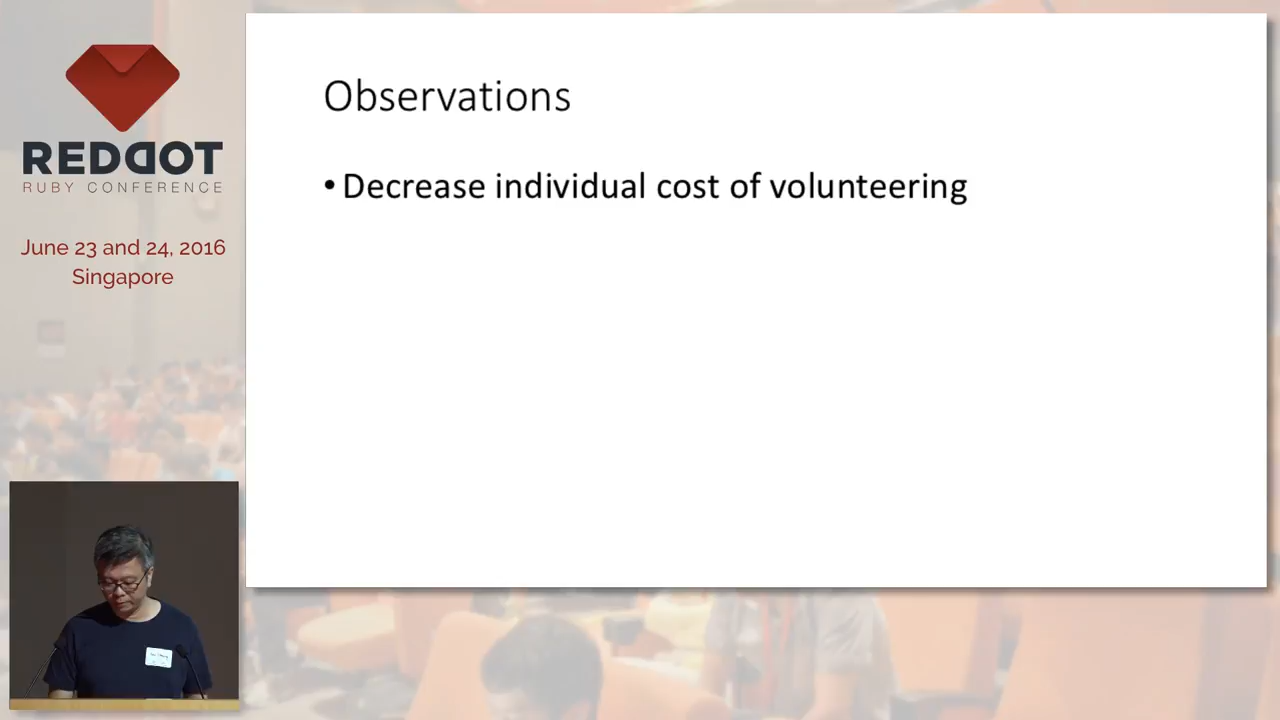 REDDOT
RUBY CONFERENCE
June 23 and 24, 2016
Singapore
Observations
• Decrease individual cost of volunteering